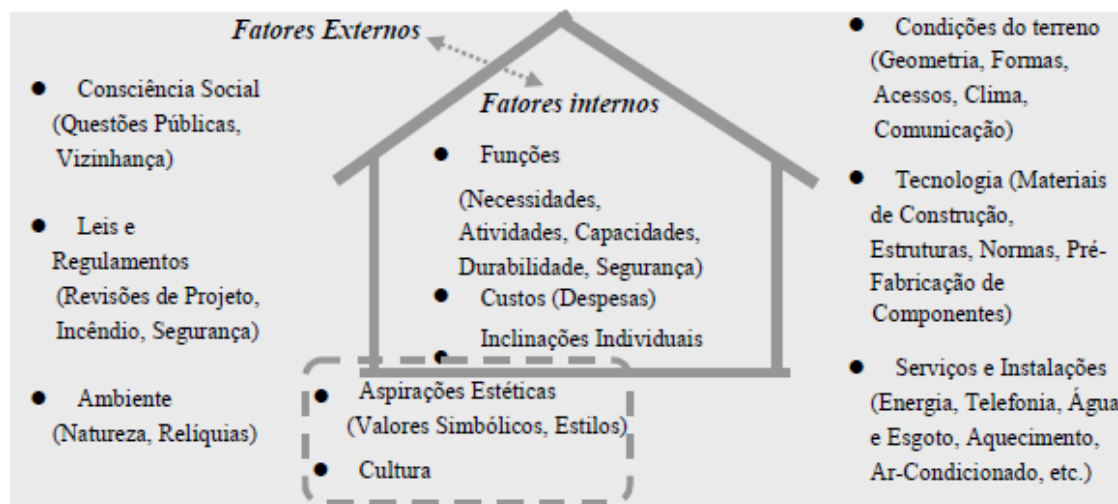 Fatores Externos
● Consciência Social
(Questões Públicas,
Vizinhança)
● Leis e
Regulamentos
(Revisões de Projeto,
Incêndio, Segurança)
● Ambiente
(Natureza, Relíquias)
Fatores internos
● Funções
(Necessidades,
Atividades, Capacidades,
Durabilidade, Segurança)
● Custos (Despesas)
● Inclinações Individuais
● Aspirações Estéticas
(Valores Simbólicos, Estilos)
● Cultura
● Condições do terreno
(Geometria, Formas,
Acessos, Clima,
Comunicação)
● Tecnologia (Materiais
de Construção,
Estruturas, Normas, Pré-
Fabricação de
Componentes)
● Serviços e Instalações
(Energia, Telefonia, Água
e Esgoto, Aquecimento,
Ar-Condicionado, etc.)